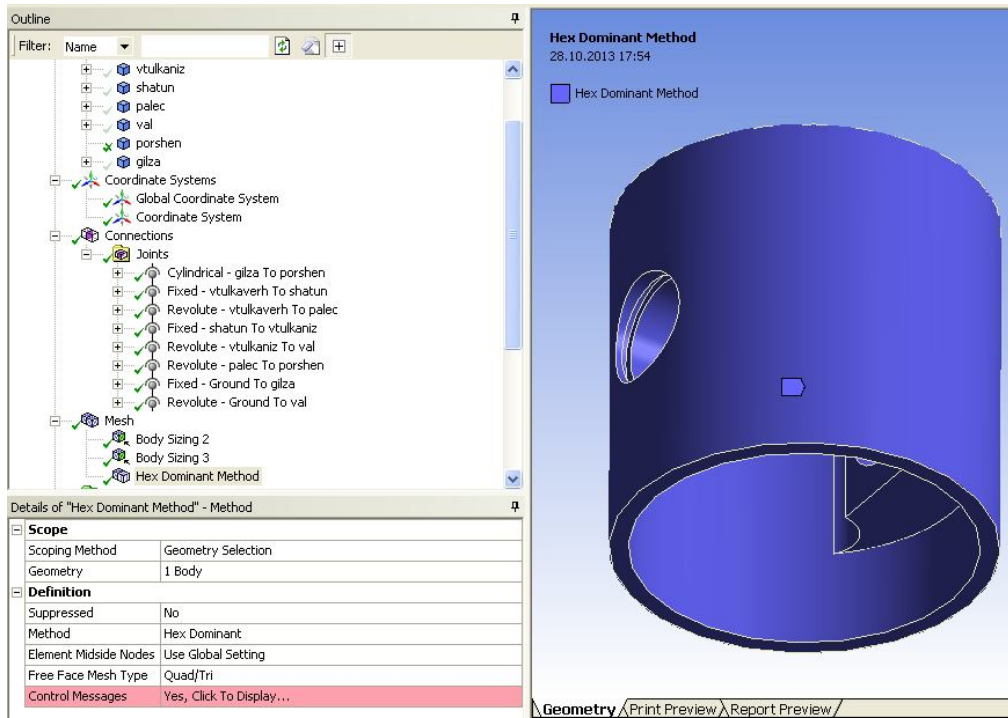 Outline
Filter: Name
vtulkaniz
shatun
palec
val
porshen
gilza
Coordinate Systems
Global Coordinate System
Coordinate System
Connections
Joints
Cylindrical - gilza To porshen
Fixed - vtulkaverh To shatun
Revolute - vtulkaverh To palec
Fixed - shatun To vtulkaniz
Revolute - vtulkaniz To val
Revolute - palec To porshen
Fixed - Ground To gilza
Revolute - Ground To val
Mesh
Body Sizing 2
Body Sizing 3
Hex Dominant Method
Details of "Hex Dominant Method" - Method
Scope
Scoping Method Geometry Selection
Geometry 1 Body
Definition
Suppressed No
Method Hex Dominant
Element Midside Nodes Use Global Setting
Free Face Mesh Type Quad/Tri
Control Messages Yes, Click To Display...
Hex Dominant Method
28.10.2013 17:54
Hex Dominant Method
Geometry Print Preview Report Preview